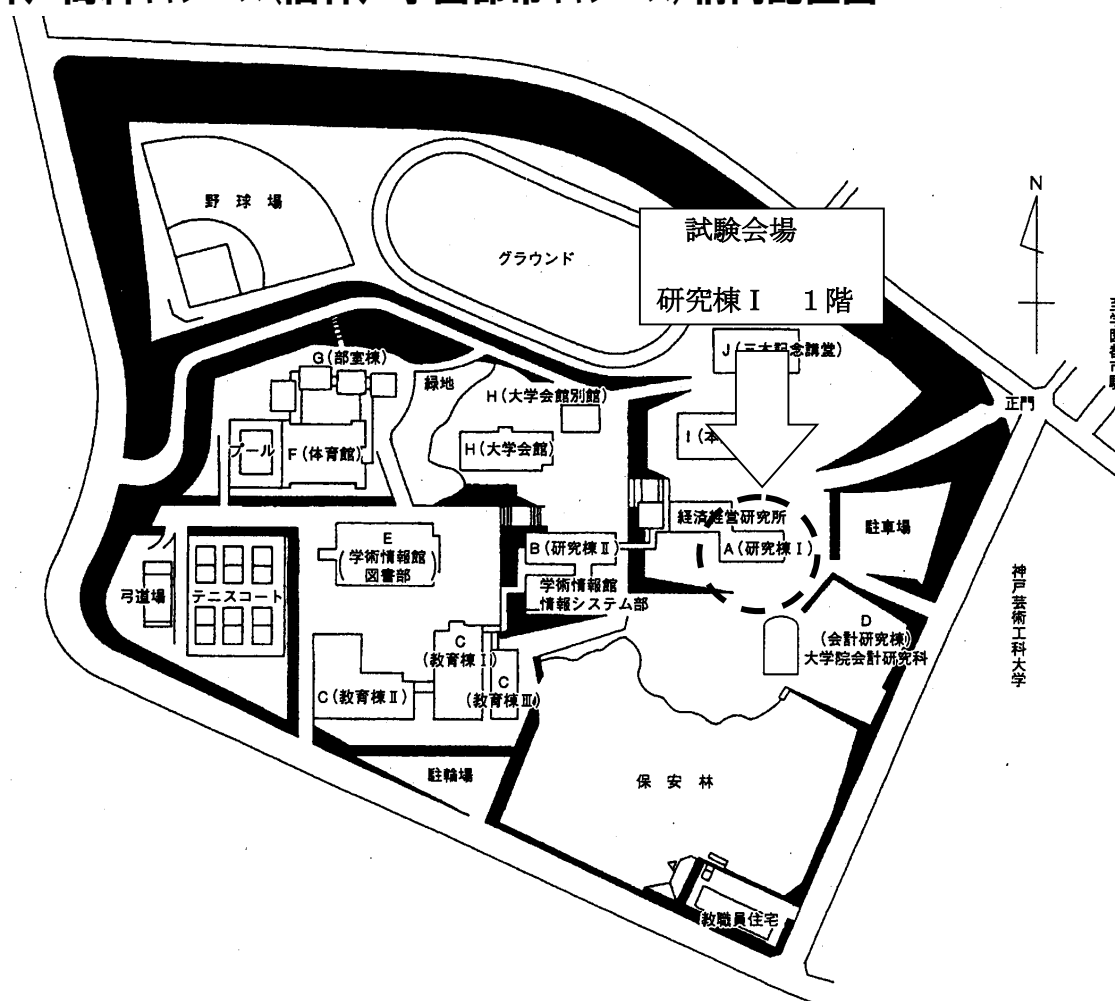 野 球 場
グラウンド
試験会場
研究棟Ⅰ 1階
N
J(三木記念講堂)
G(部室棟)
緑地
H(大学会館別館)
正門
プール
F(体育館)
H(大学会館)
I(本
経済経営研究所
駐車場
E
(学術情報館
図書部)
B(研究棟Ⅱ)
A(研究棟Ⅰ)
学術情報館
情報システム部
弓道場
テニスコート
神戸芸術工科大学
D
(会計研究棟)
大学院会計研究科
C
(教育棟Ⅰ)
C(教育棟Ⅱ)
C
(教育棟Ⅲ)
駐輪場
保 安 林
教職員住宅